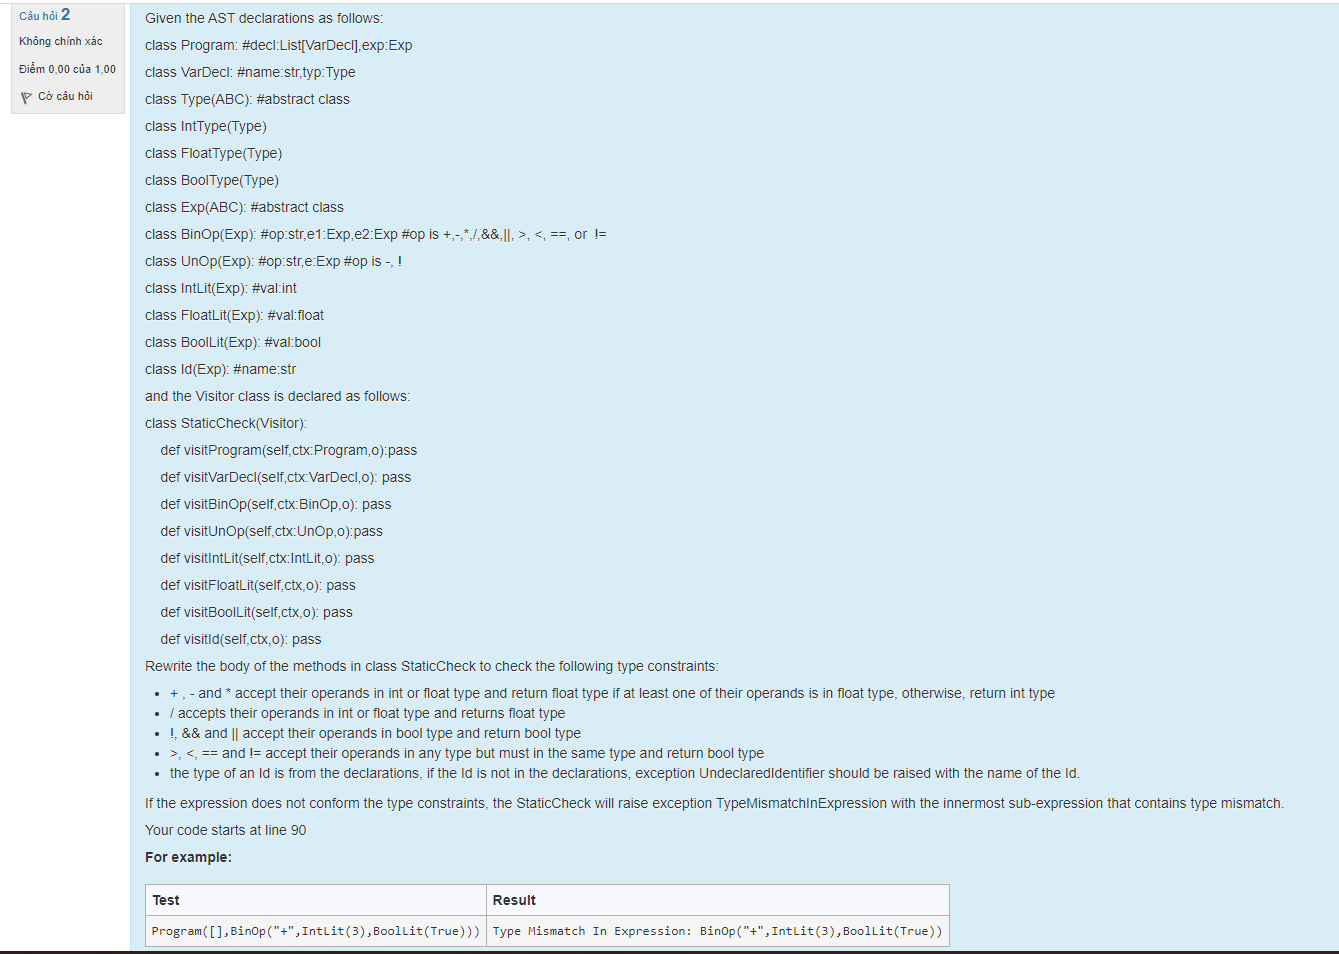 Câu hỏi 2
Không chính xác
Điểm 0,00 của 1,00
Cờ câu hỏi
Given the AST declarations as follows:
class Program: #decl:List[VarDecl],exp:Exp
class VarDecl: #name:str,typ:Type
class Type(ABC): #abstract class
class IntType(Type)
class FloatType(Type)
class BoolType(Type)
class Exp(ABC): #abstract class
class BinOp(Exp): #op:str,e1:Exp,e2:Exp #op is +,-,*,/,&&,||, >, <, ==, or  !=
class UnOp(Exp): #op:str,e:Exp #op is -, !
class IntLit(Exp): #val:int
class FloatLit(Exp): #val:float
class BoolLit(Exp): #val:bool
class Id(Exp): #name:str
and the Visitor class is declared as follows:
class StaticCheck(Visitor):
def visitProgram(self,ctx:Program,o):pass
def visitVarDecl(self,ctx:VarDecl,o): pass
def visitBinOp(self,ctx:BinOp,o): pass
def visitUnOp(self,ctx:UnOp,o):pass
def visitIntLit(self,ctx:IntLit,o): pass
def visitFloatLit(self,ctx,o): pass
def visitBoolLit(self,ctx,o): pass
def visitId(self,ctx,o): pass
Rewrite the body of the methods in class StaticCheck to check the following type constraints:
• + , - and * accept their operands in int or float type and return float type if at least one of their operands is in float type, otherwise, return int type
• / accepts their operands in int or float type and returns float type
• !, && and || accept their operands in bool type and return bool type
• >, <, == and != accept their operands in any type but must in the same type and return bool type
• the type of an Id is from the declarations, if the Id is not in the declarations, exception UndeclaredIdentifier should be raised with the name of the Id.
If the expression does not conform the type constraints, the StaticCheck will raise exception TypeMismatchInExpression with the innermost sub-expression that contains type mismatch.
Your code starts at line 90
For example:
Test Result
Program([],BinOp("+",IntLit(3),BoolLit(True))) Type Mismatch In Expression: BinOp("+",IntLit(3),BoolLit(True))